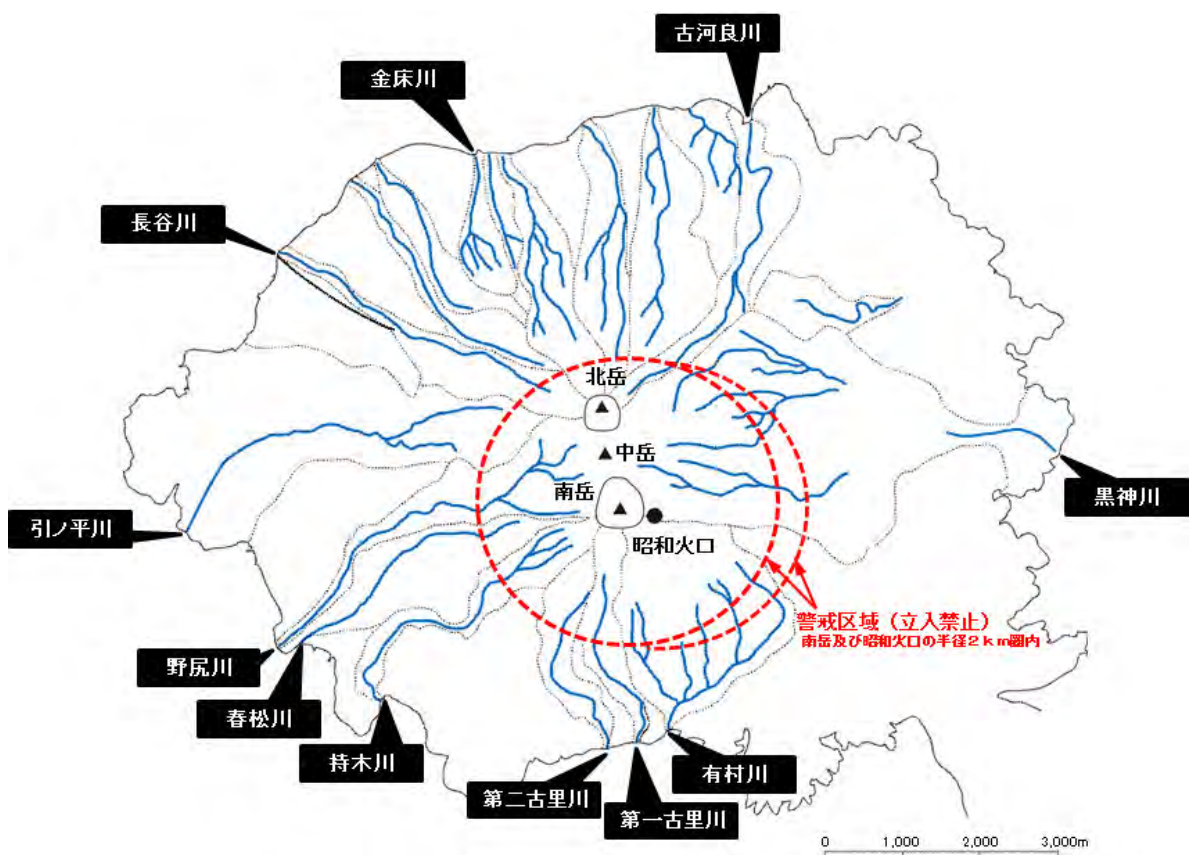 古河良川
金床川
長谷川
北岳
中岳
南岳
昭和火口
黒神川
引ノ平川
警戒区域（立入禁止）
南岳及び昭和火口の半径２ｋｍ圏内
野尻川
春松川
持木川
有村川
第二古里川
第一古里川
0 1,000 2,000 3,000m